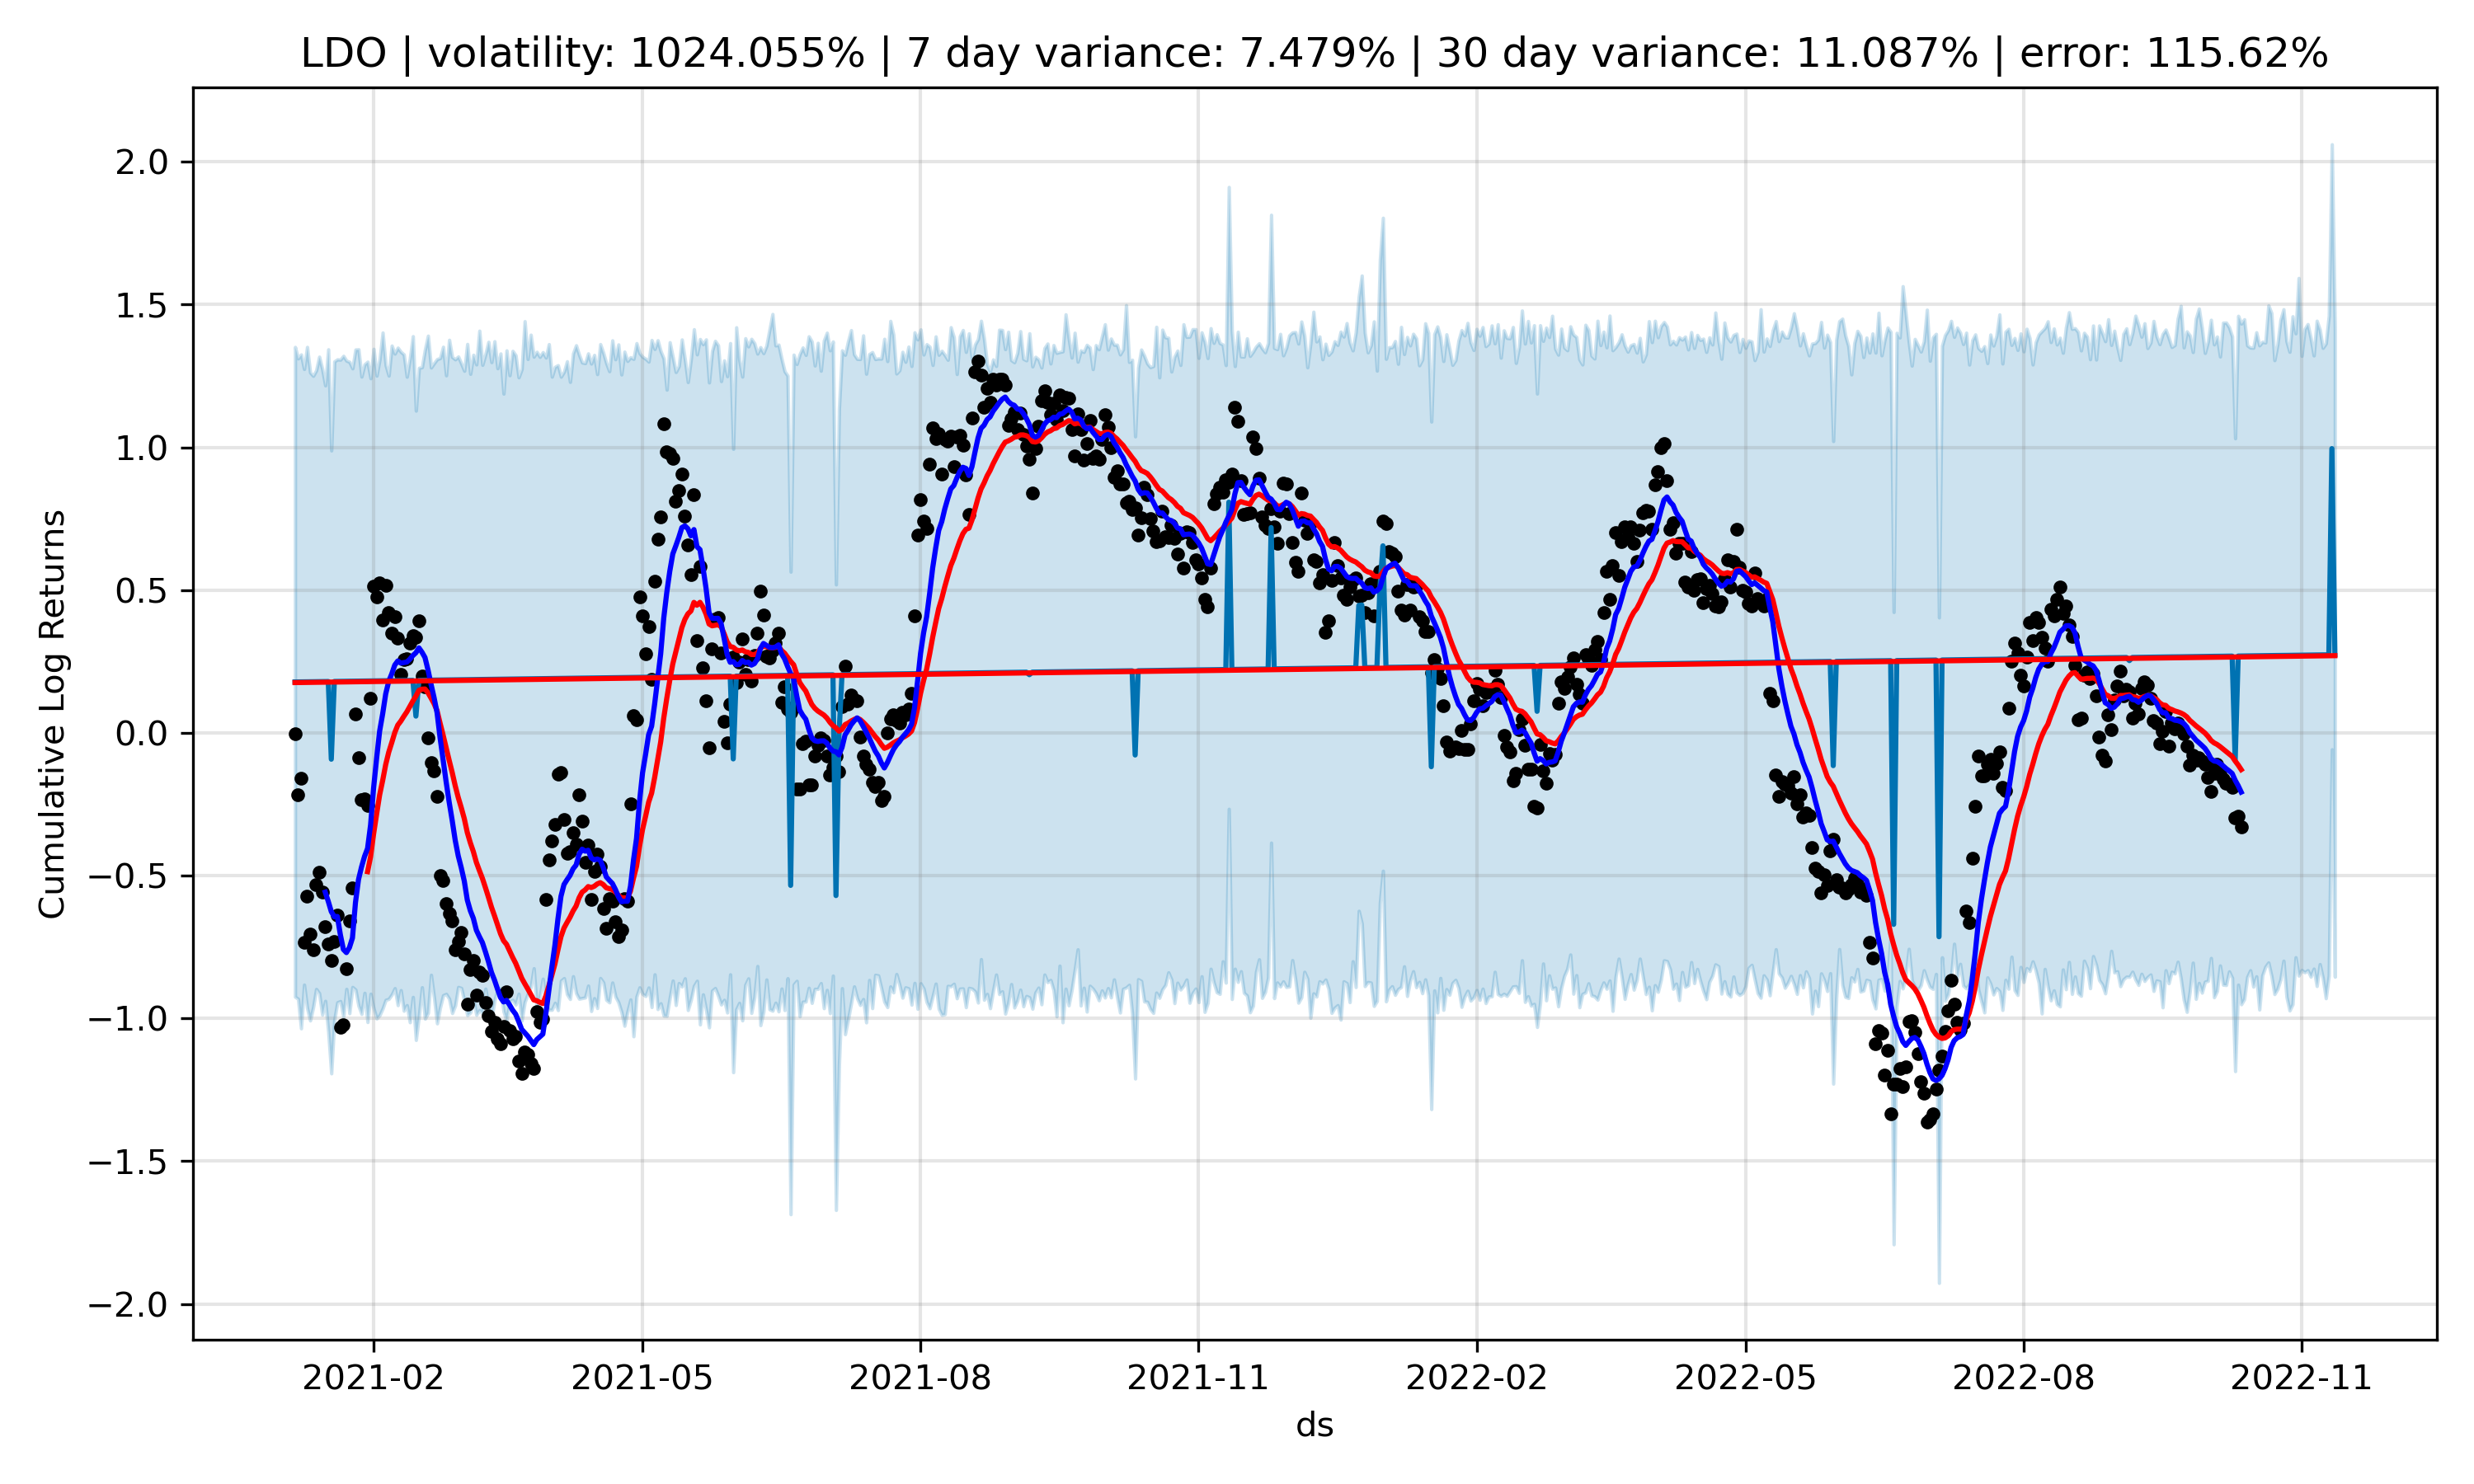 LDO | volatility: 1024.055% | 7 day variance: 7.479% | 30 day variance: 11.087% | error: 115.62%
Cumulative Log Returns
2.0
1.5
1.0
0.5
0.0
−0.5
−1.0
−1.5
−2.0
2021-02 2021-05 2021-08 2021-11 2022-02 2022-05 2022-08 2022-11
ds